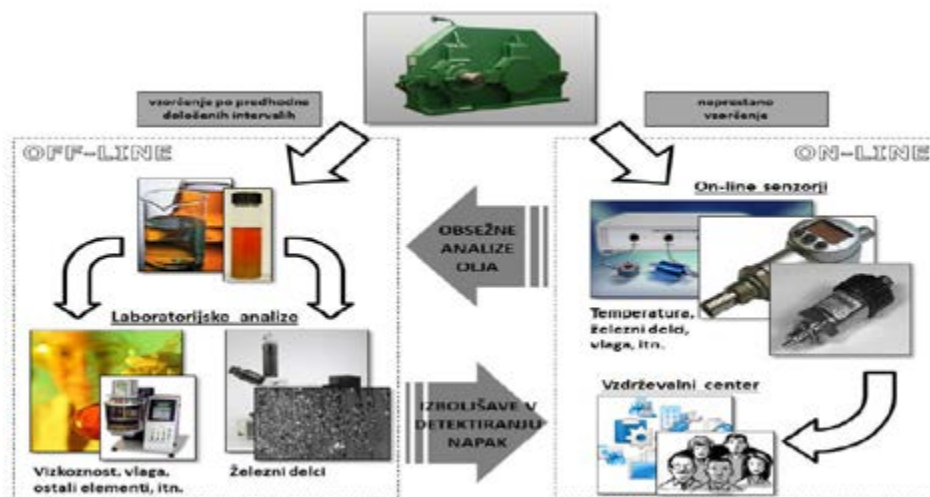 vzorčenje po predhodno
določenih intervalih
neprestano
vzorčenje
OFF-LINE
ON-LINE
On-line senzorji
OBSEŽNE
ANALIZE
OLJA
Laboratorijske analize
Temperatura,
železni delci,
vlaga, itn.
Vzdrževalni center
IZBOLJŠAVE V
DETEKTIRANJU
NAPAK
Vizkoznost, vlaga,
ostali elementi, itn.
Železni delci